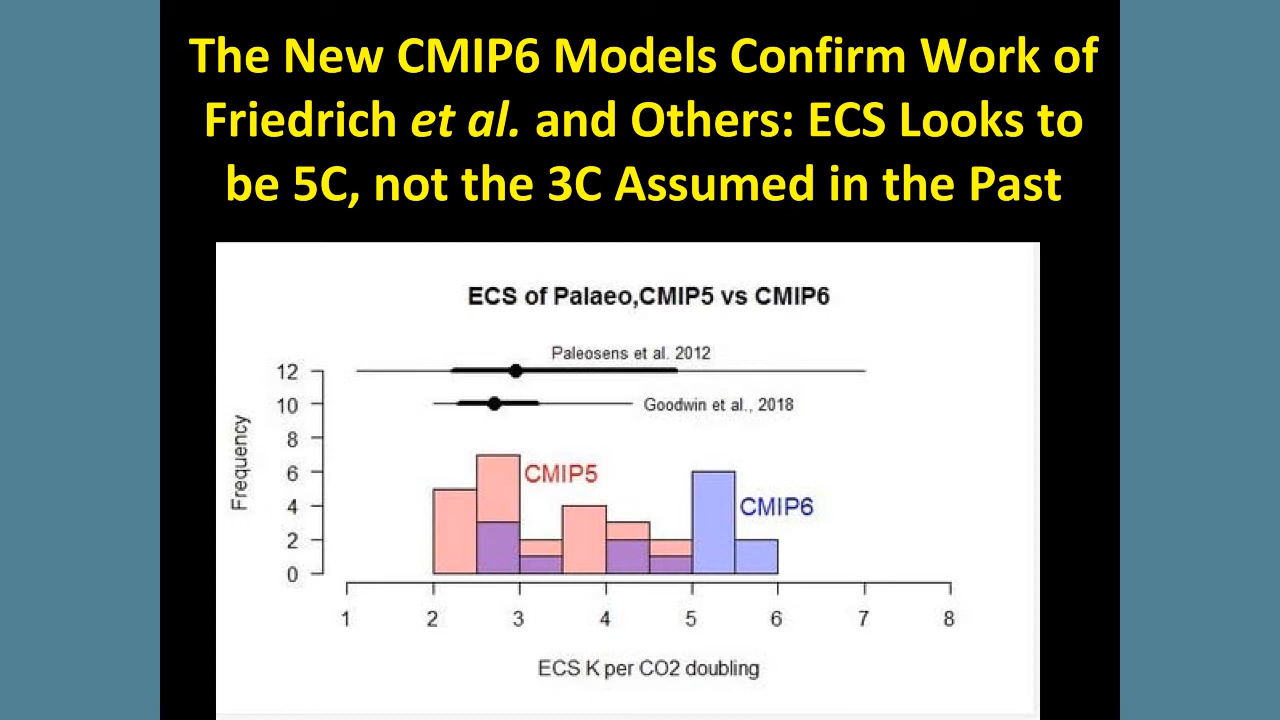 The New CMIP6 Models Confirm Work of
Friedrich et al. and Others: ECS Looks to
be 5C, not the 3C Assumed in the Past
ECS of Palaeo,CMIP5 vs CMIP6
Paleosens et al. 2012
12
10
Goodwin et al., 2018
8
6
4
2
0
Frequency
CMIP5
CMIP6
1 2 3 4 5 6 7 8
ECS K per CO2 doubling